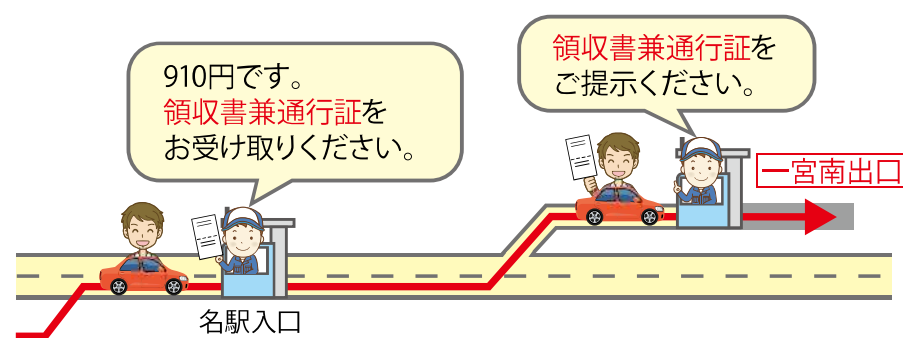 910円です。
領収書兼通行証を
お受け取りください。
領収書兼通行証を
ご提示ください。
一宮南出口
名駅入口